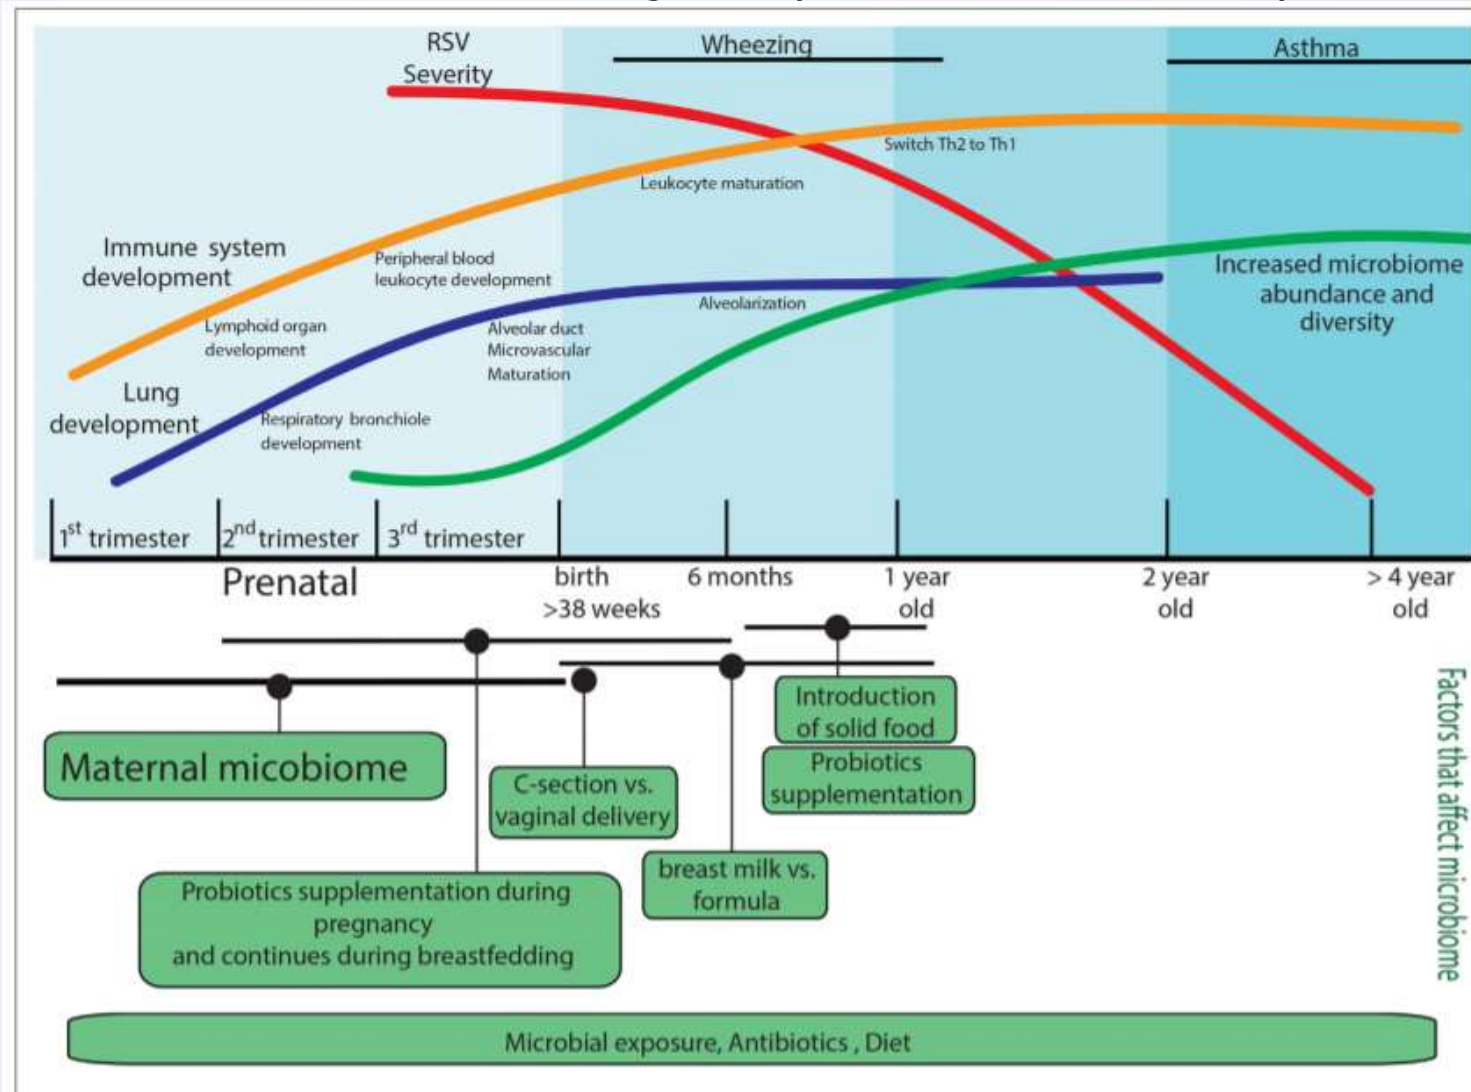 RSV
Severity
Wheezing
Asthma
Switch Th2 to Th1
Leukocyte maturation
Immune system
development
Peripheral blood
leukocyte development
Increased microbiome
abundance and
diversity
Lymphoid organ
development
Alveolarization
Alveolar duct
Microvascular
Maturation
Lung
development
Respiratory bronchiole
development
1st trimester
2nd trimester
3rd trimester
Prenatal
birth
>38 weeks
6 months
1 year
old
2 year
old
> 4 year
old
Introduction
of solid food
Probiotics
supplementation
Maternal micobiome
C-section vs.
vaginal delivery
breast milk vs.
formula
Probiotics supplementation during
pregnancy
and continues during breastfedding
Factors that affect microbiome
Microbial exposure, Antibiotics , Diet